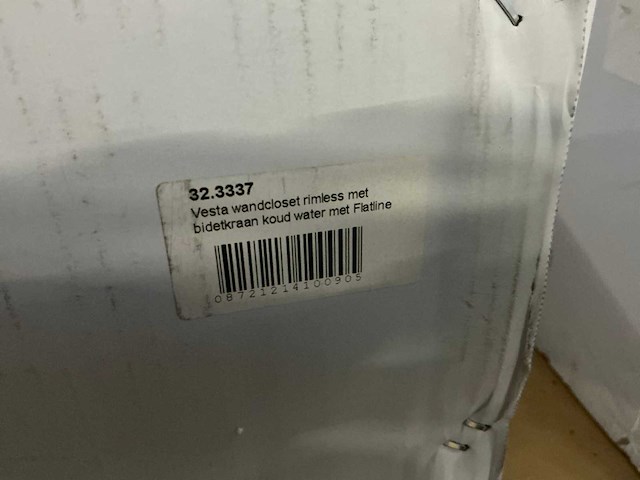 32.3337
Vesta wandcloset rimless met
bidetkraan koud water met Flatline
08721214100905